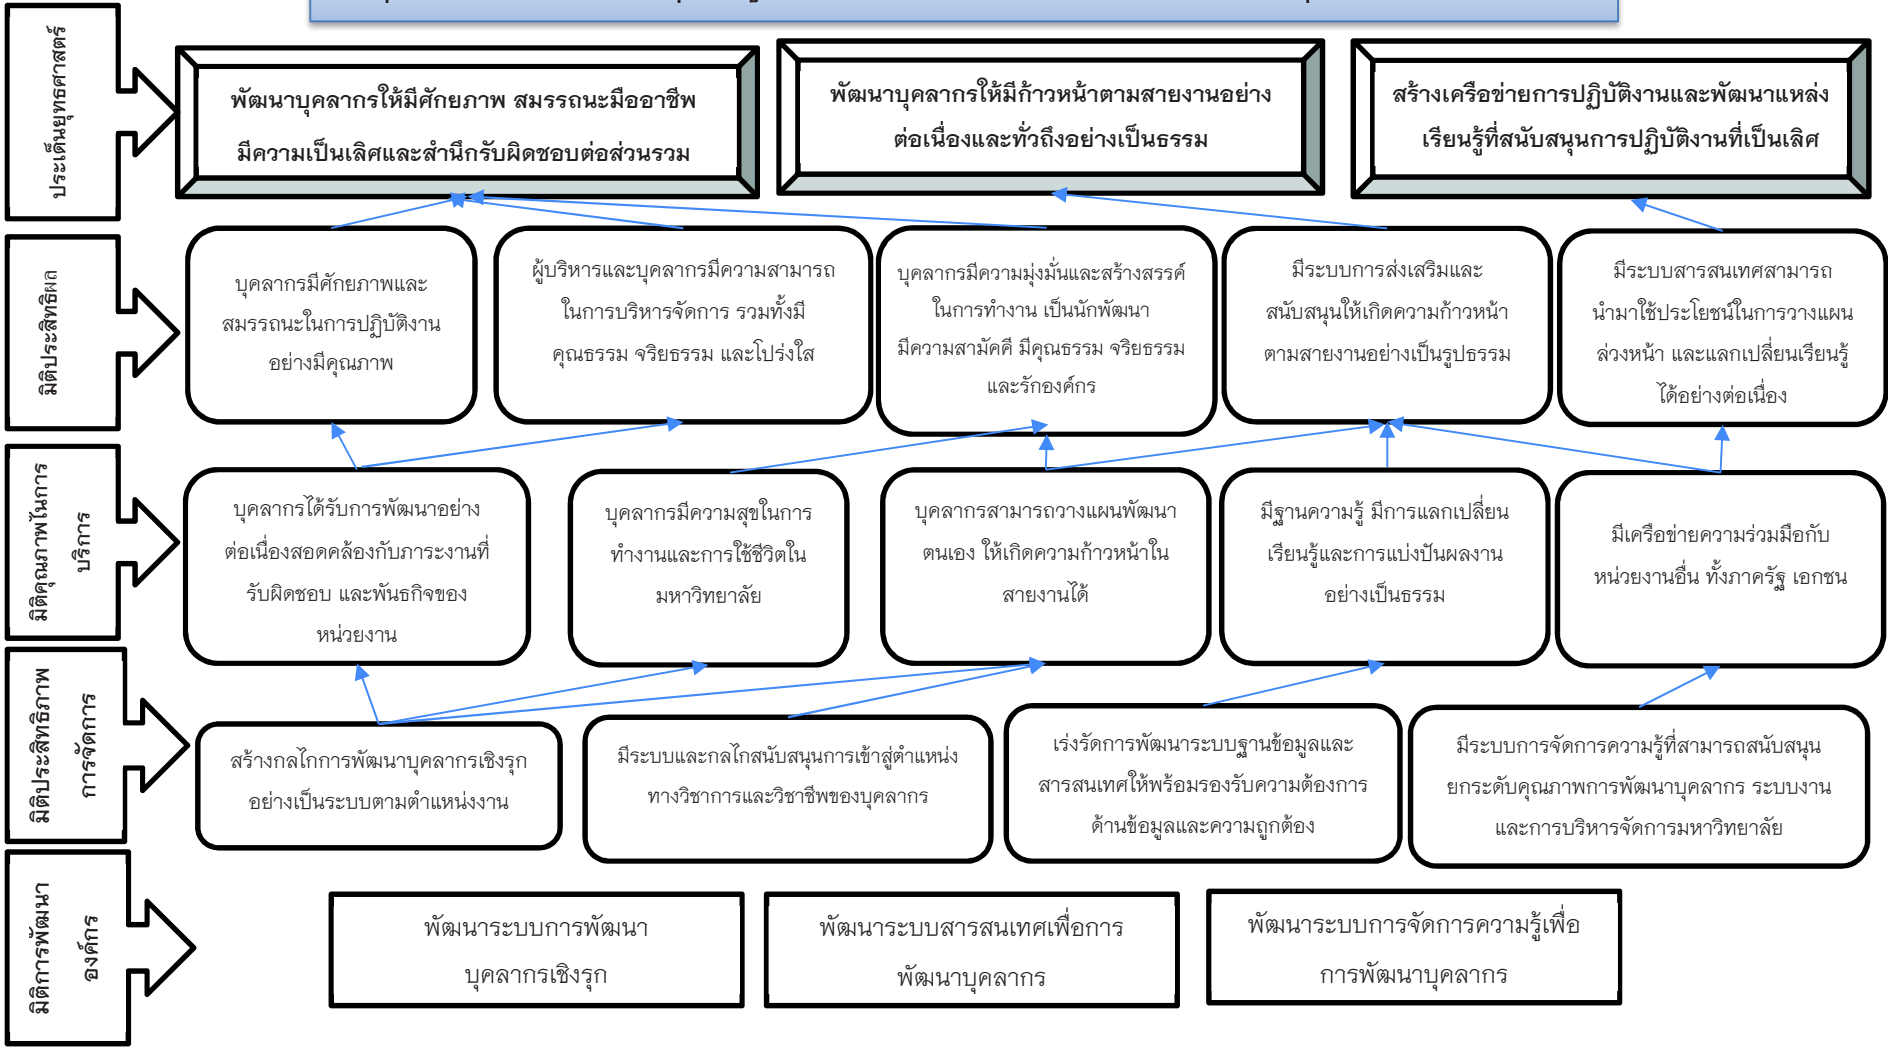 ประเด็นยุทธศาสตร์
พัฒนาบุคลากรให้มีศักยภาพ สมรรถนะมืออาชีพ
มีความเป็นเลิศและสำนึกรับผิดชอบต่อส่วนรวม
พัฒนาบุคลากรให้มีก้าวหน้าตามสายงานอย่าง
ต่อเนื่องและทั่วถึงอย่างเป็นธรรม
สร้างเครือข่ายการปฏิบัติงานและพัฒนาแหล่ง
เรียนรู้ที่สนับสนุนการปฏิบัติงานที่เป็นเลิศ
มิติประสิทธิผล
บุคลากรมีศักยภาพและ
สมรรถนะในการปฏิบัติงาน
อย่างมีคุณภาพ
ผู้บริหารและบุคลากรมีความสามารถ
ในการบริหารจัดการ รวมทั้งมี
คุณธรรม จริยธรรม และโปร่งใส
บุคลากรมีความมุ่งมั่นและสร้างสรรค์
ในการทำงาน เป็นนักพัฒนา
มีความสามัคคี มีคุณธรรม จริยธรรม
และรักองค์กร
มีระบบการส่งเสริมและ
สนับสนุนให้เกิดความก้าวหน้า
ตามสายงานอย่างเป็นรูปธรรม
มีระบบสารสนเทศสามารถ
นำมาใช้ประโยชน์ในการวางแผน
ล่วงหน้า และแลกเปลี่ยนเรียนรู้
ได้อย่างต่อเนื่อง
มิติคุณภาพในการ
บริการ
บุคลากรได้รับการพัฒนาอย่าง
ต่อเนื่องสอดคล้องกับภาระงานที่
รับผิดชอบ และพันธกิจของ
หน่วยงาน
บุคลากรมีความสุขในการ
ทำงานและการใช้ชีวิตใน
มหาวิทยาลัย
บุคลากรสามารถวางแผนพัฒนา
ตนเอง ให้เกิดความก้าวหน้าใน
สายงานได้
มีฐานความรู้ มีการแลกเปลี่ยน
เรียนรู้และการแบ่งปันผลงาน
อย่างเป็นธรรม
มีเครือข่ายความร่วมมือกับ
หน่วยงานอื่น ทั้งภาครัฐ เอกชน
มิติประสิทธิภาพ
การจัดการ
สร้างกลไกการพัฒนาบุคลากรเชิงรุก
อย่างเป็นระบบตามตำแหน่งงาน
มีระบบและกลไกสนับสนุนการเข้าสู่ตำแหน่ง
ทางวิชาการและวิชาชีพของบุคลากร
เร่งรัดการพัฒนาระบบฐานข้อมูลและ
สารสนเทศให้พร้อมรองรับความต้องการ
ด้านข้อมูลและความถูกต้อง
มีระบบการจัดการความรู้ที่สามารถสนับสนุน
ยกระดับคุณภาพการพัฒนาบุคลากร ระบบงาน
และการบริหารจัดการมหาวิทยาลัย
มิติการพัฒนา
องค์กร
พัฒนาระบบการพัฒนา
บุคลากรเชิงรุก
พัฒนาระบบสารสนเทศเพื่อการ
พัฒนาบุคลากร
พัฒนาระบบการจัดการความรู้เพื่อ
การพัฒนาบุคลากร